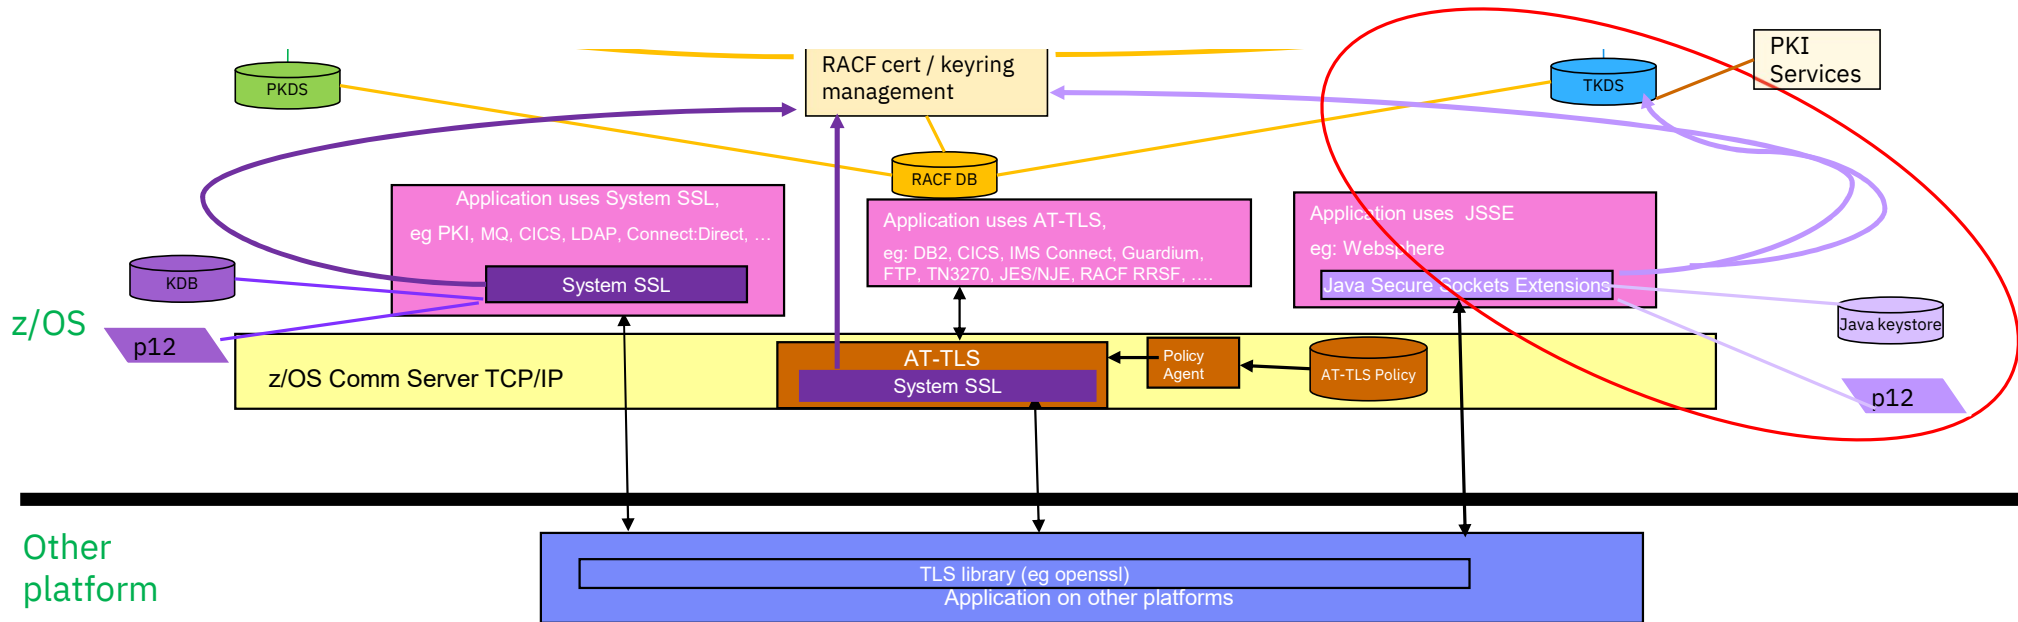 PKDS
RACF cert / keyring
management
TKDS
PKI
Services
RACF DB
Application uses System SSL,
eg PKI, MQ, CICS, LDAP, Connect:Direct, …
System SSL
Application uses AT-TLS,
eg: DB2, CICS, IMS Connect, Guardium,
FTP, TN3270, JES/NJE, RACF RRSF, ….
Application uses  JSSE
eg: Websphere
Java Secure Sockets Extensions
KDB
p12
z/OS
Java keystore
p12
z/OS Comm Server TCP/IP
AT-TLS
System SSL
Policy
Agent
AT-TLS Policy
Other
platform
TLS library (eg openssl)
Application on other platforms